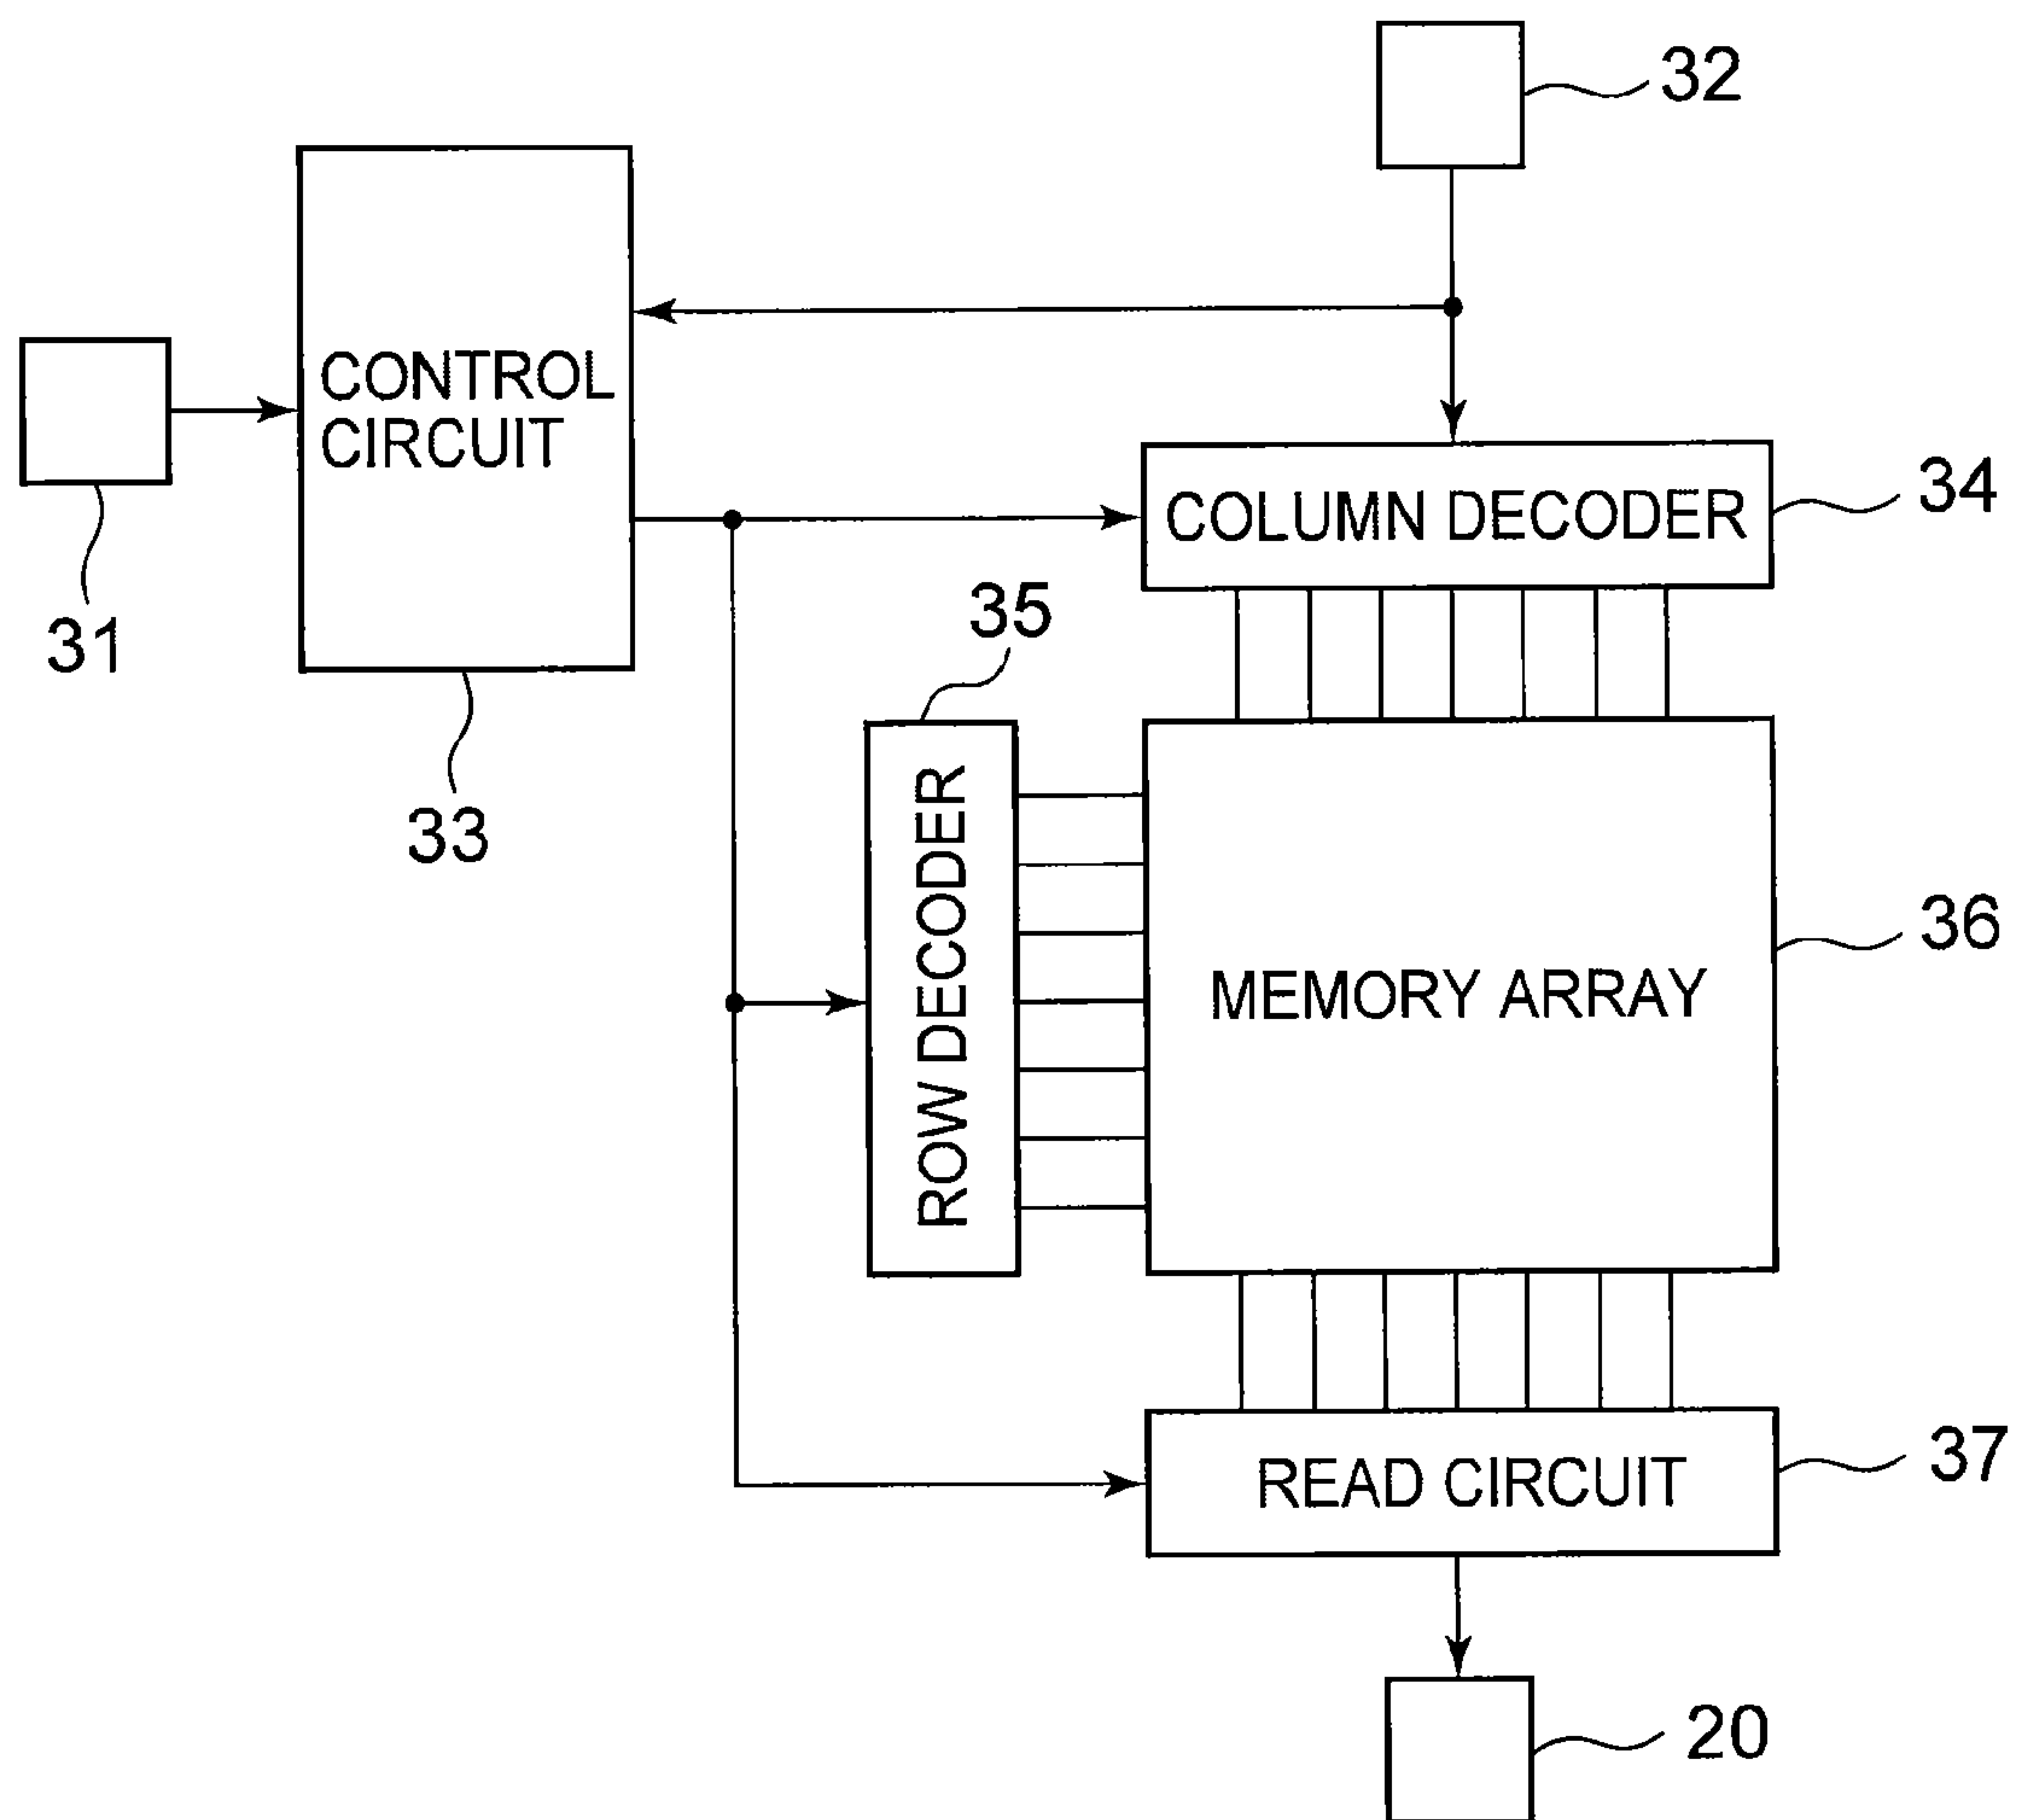 32
CONTROL
CIRCUIT
34
COLUMN DECODER
35
31
33
ROW DECODER
36
MEMORY ARRAY
37
READ CIRCUIT
20